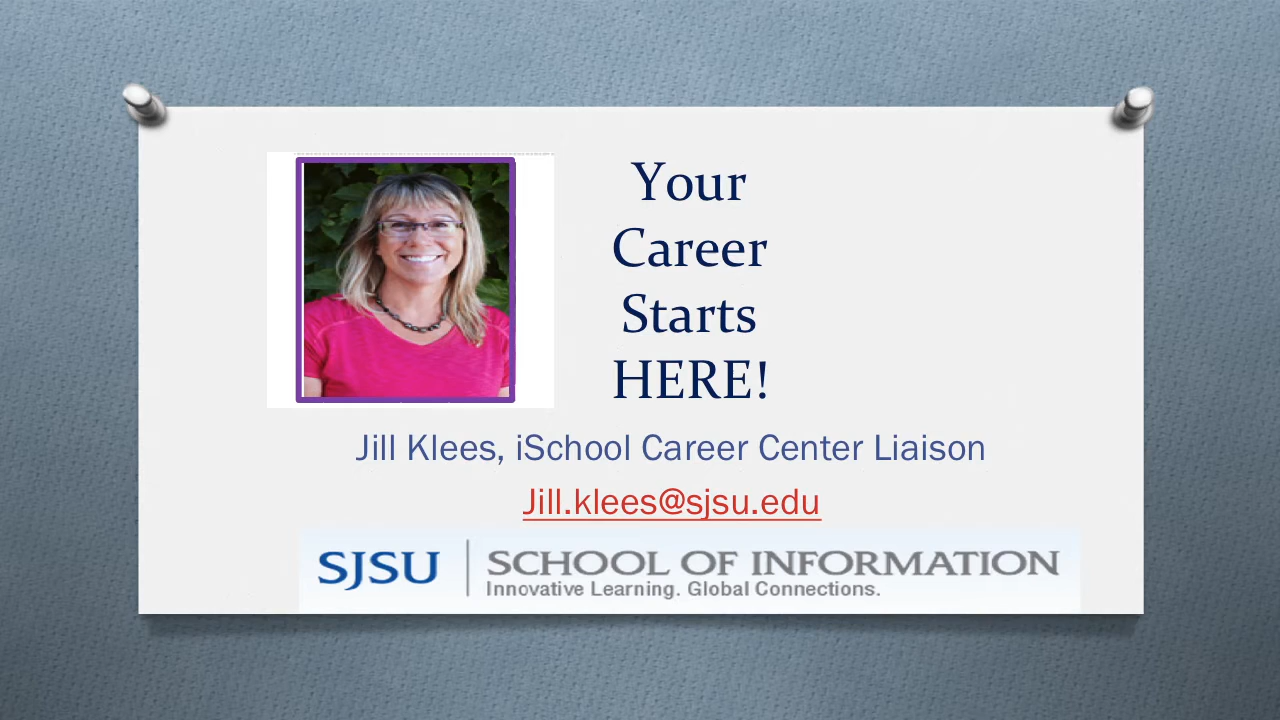 Your
Career
Starts
HERE!
Jill Klees, iSchool Career Center Liaison
Jill.klees@sjsu.edu
SJSU | SCHOOL OF INFORMATION
Innovative Learning. Global Connections.